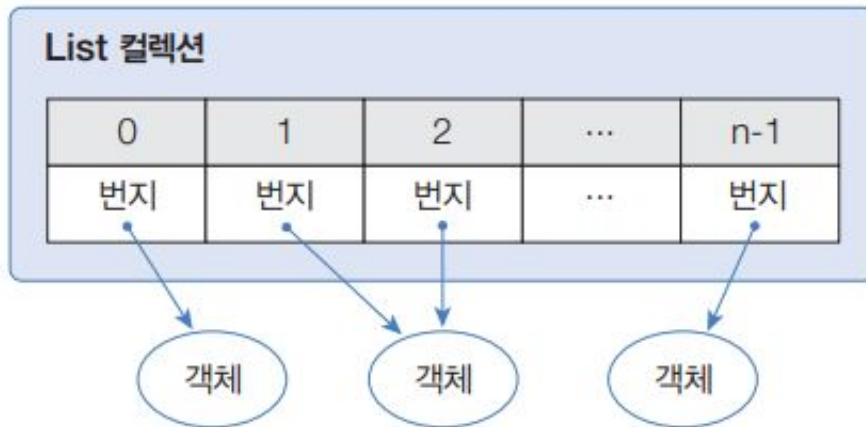 List 컬렉션
0 1 2 ··· n-1
번지 번지 번지 ··· 번지
객체 객체 객체